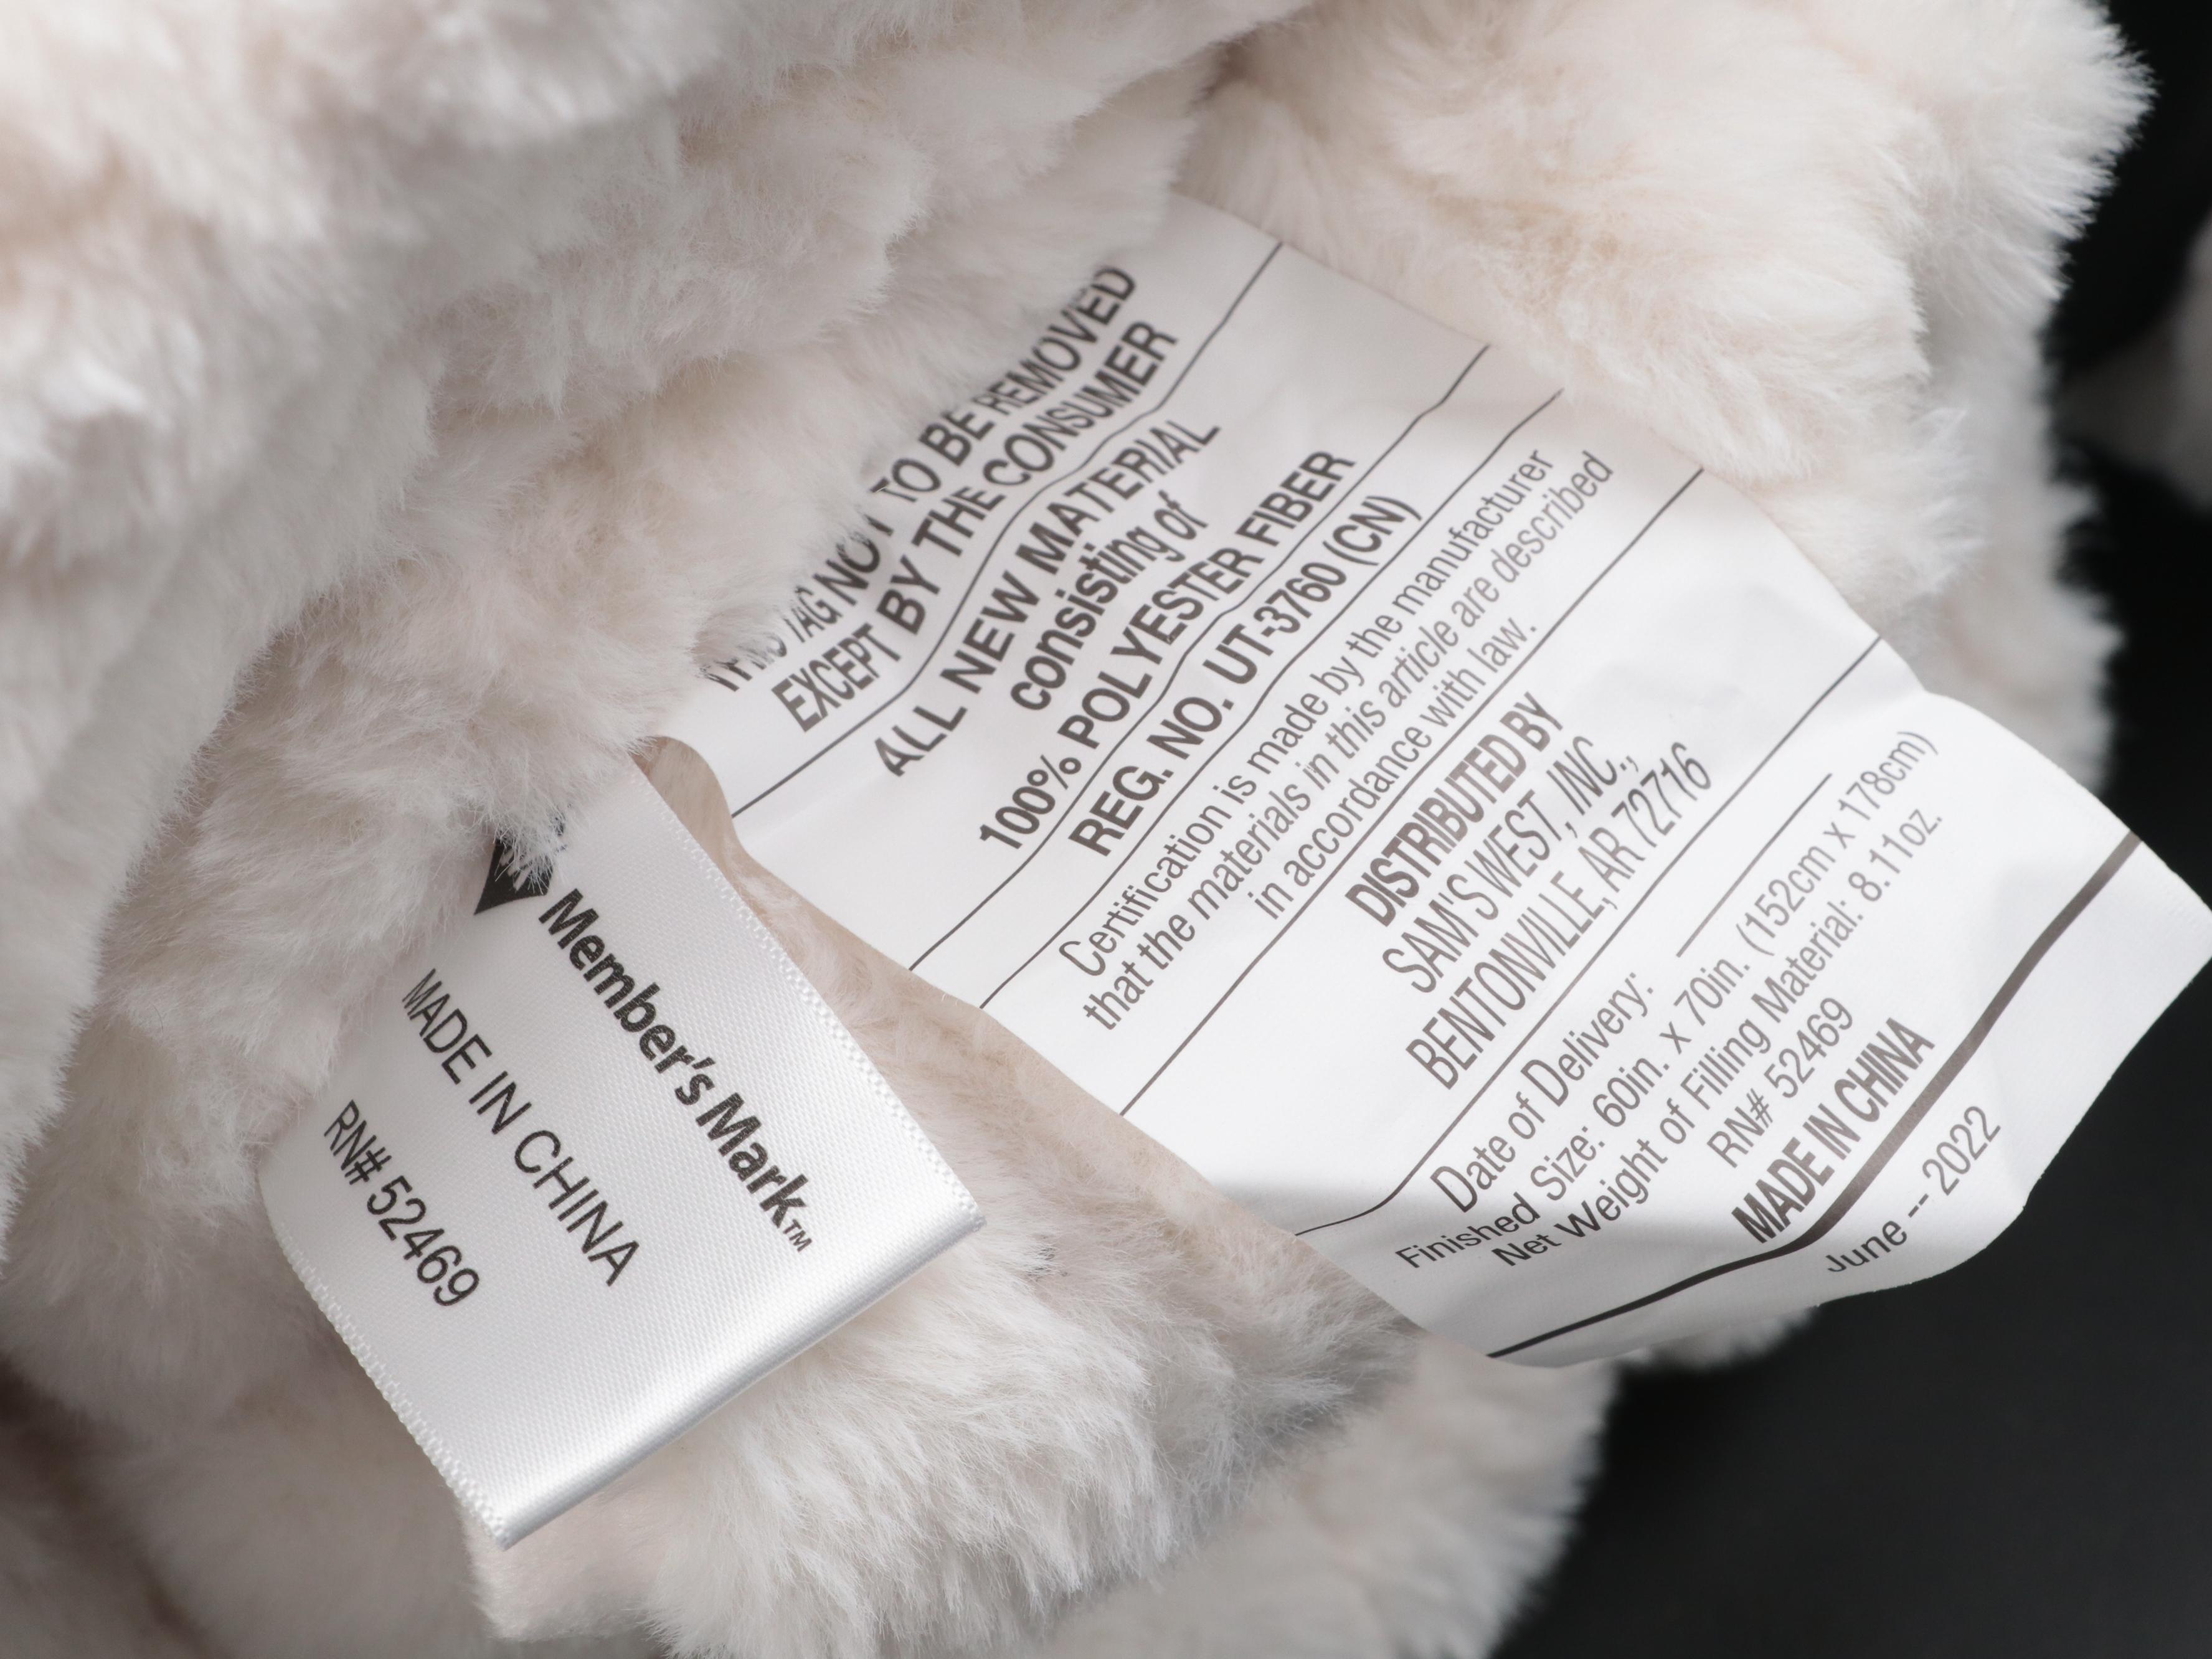 THIS TAG NOT TO BE REMOVED
EXCEPT BY THE CONSUMER
ALL NEW MATERIAL
consisting of
100% POLYESTER FIBER
REG. NO. UT-3760 (CN)
Certification is made by the manufacturer
that the materials in this article are described
in accordance with law.
DISTRIBUTED BY
SAM'S WEST, INC.,
BENTONVILLE, AR 72716
Date of Delivery:
Finished Size: 60in. x 70in. (152cm x 178cm)
Net Weight of Filling Material: 8.11oz.
RN# 52469
MADE IN CHINA
June --- 2022
Member's Mark™
MADE IN CHINA
RN# 52469